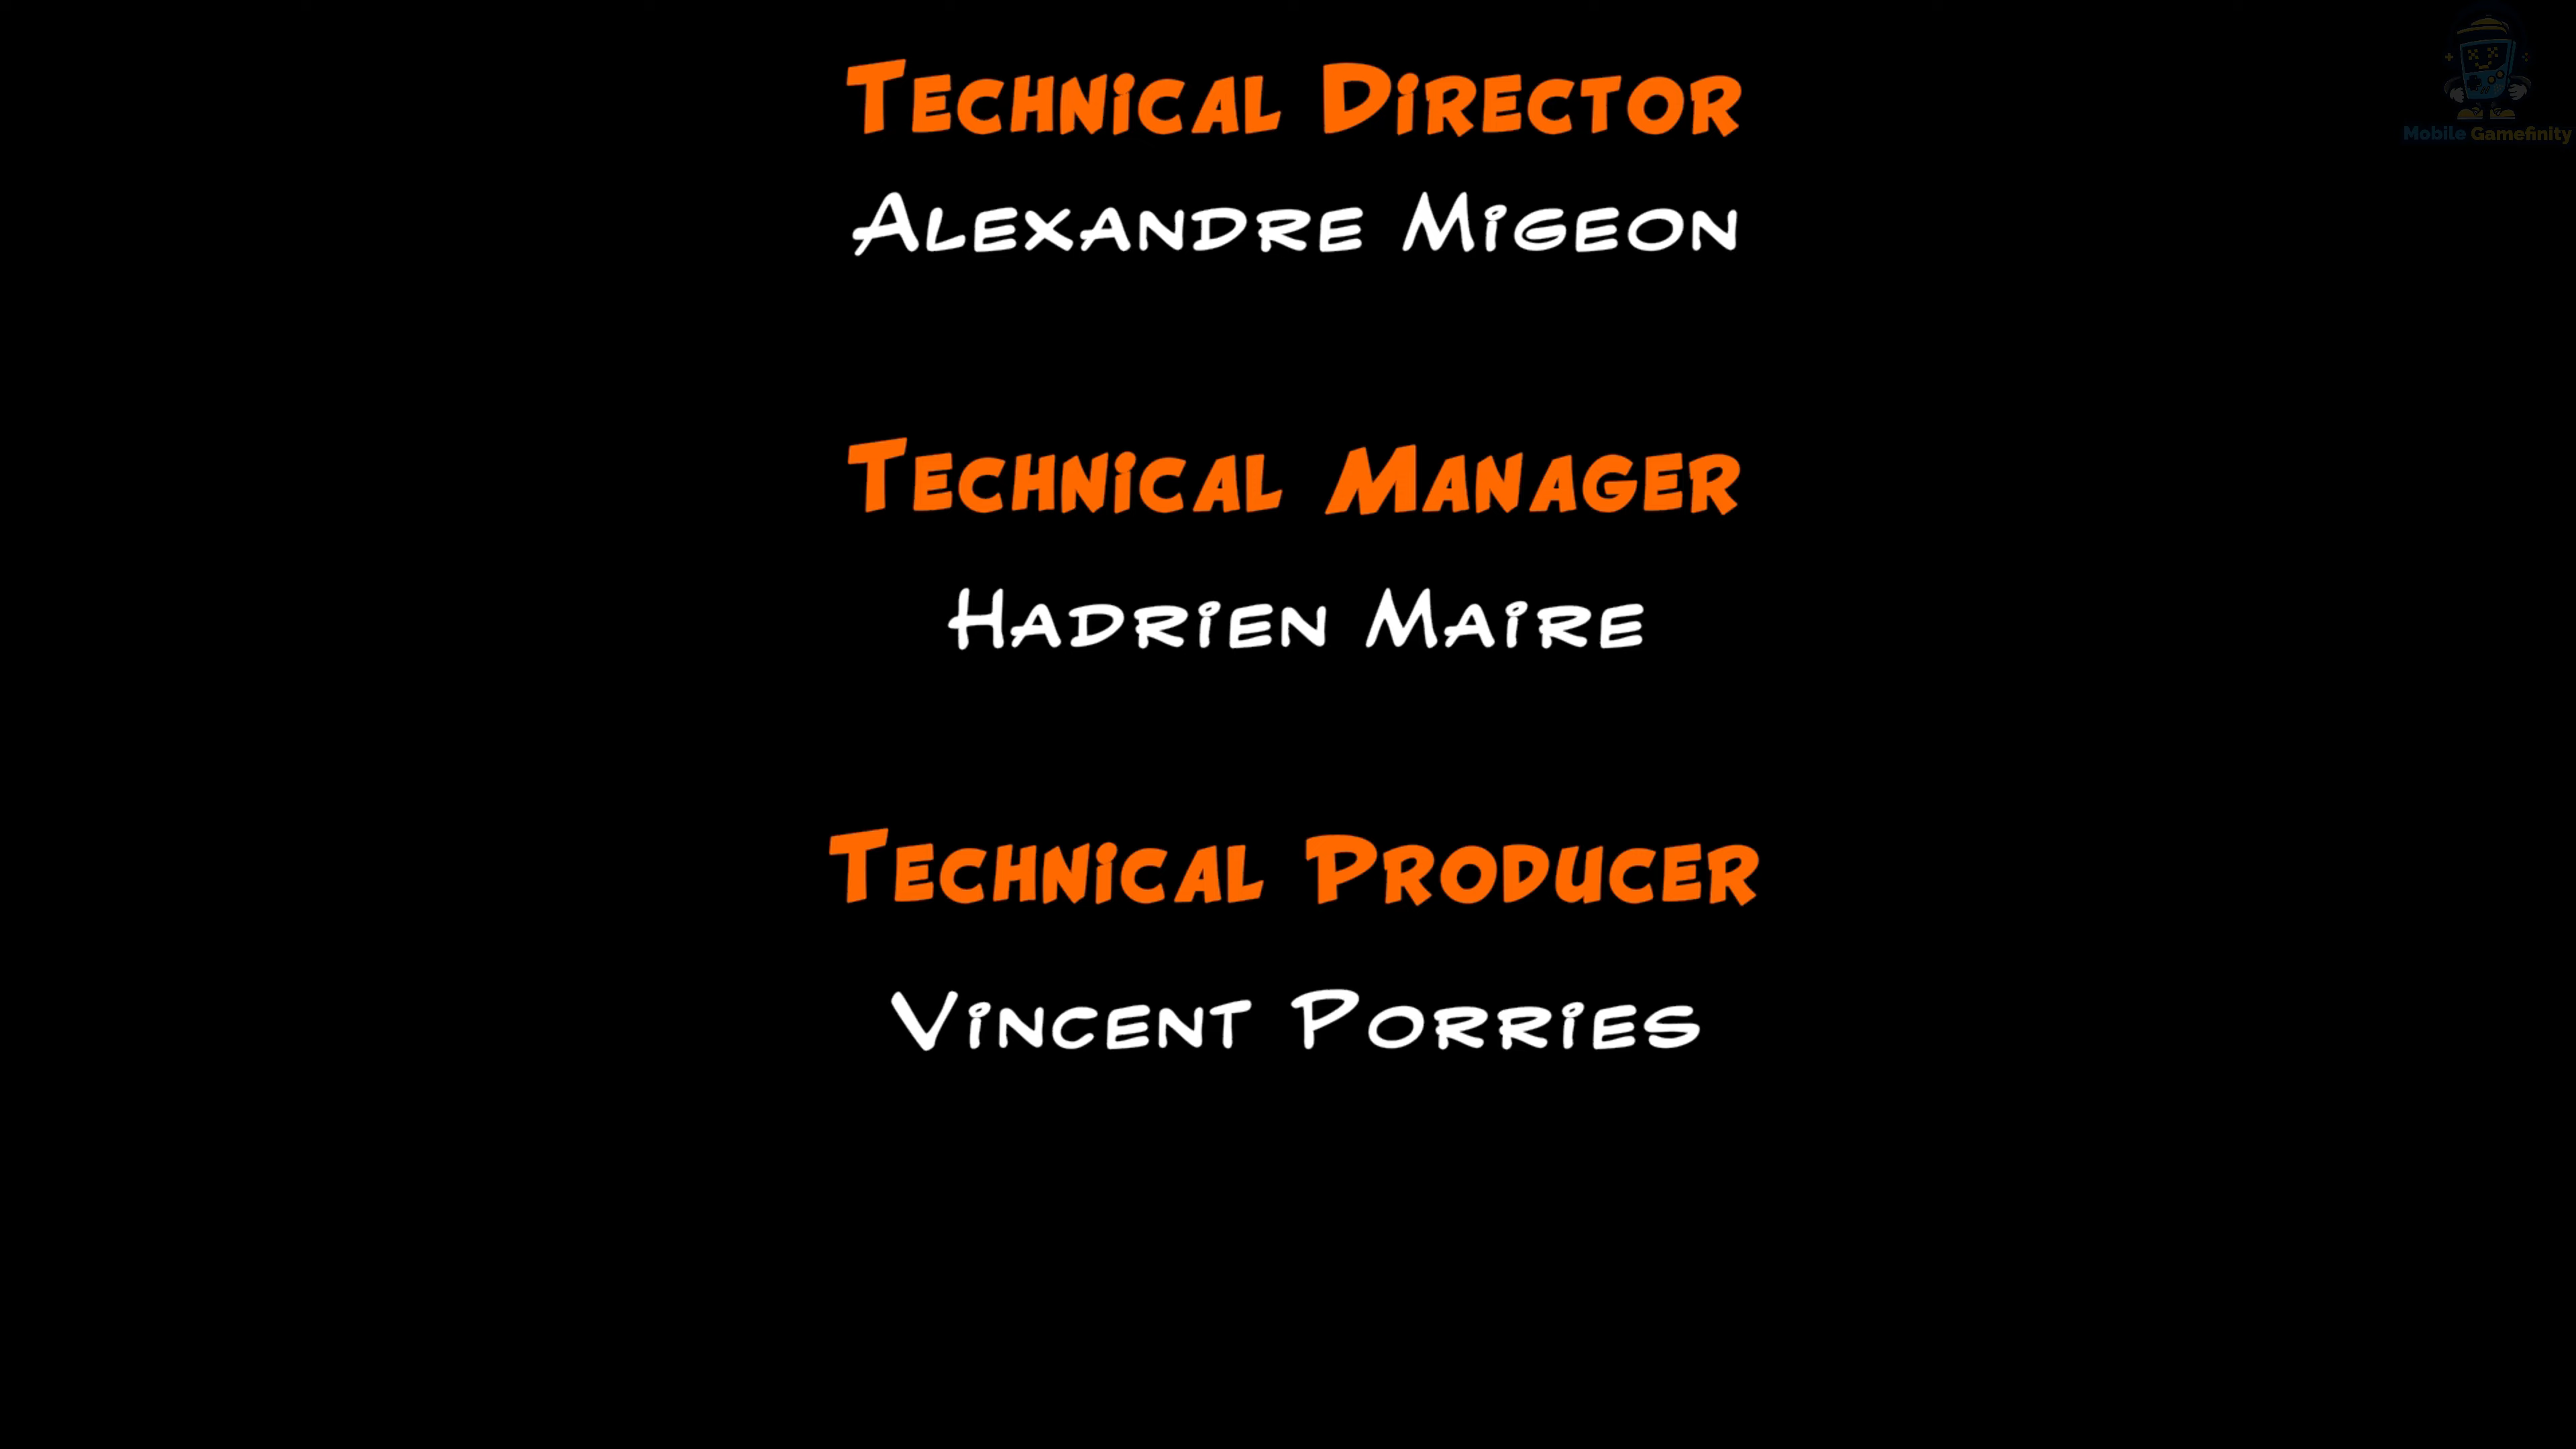 Technical Director
Mobile Gamefinity
Alexandre Migeon
Technical Manager
Hadrien Maire
Technical Producer
Vincent Porries